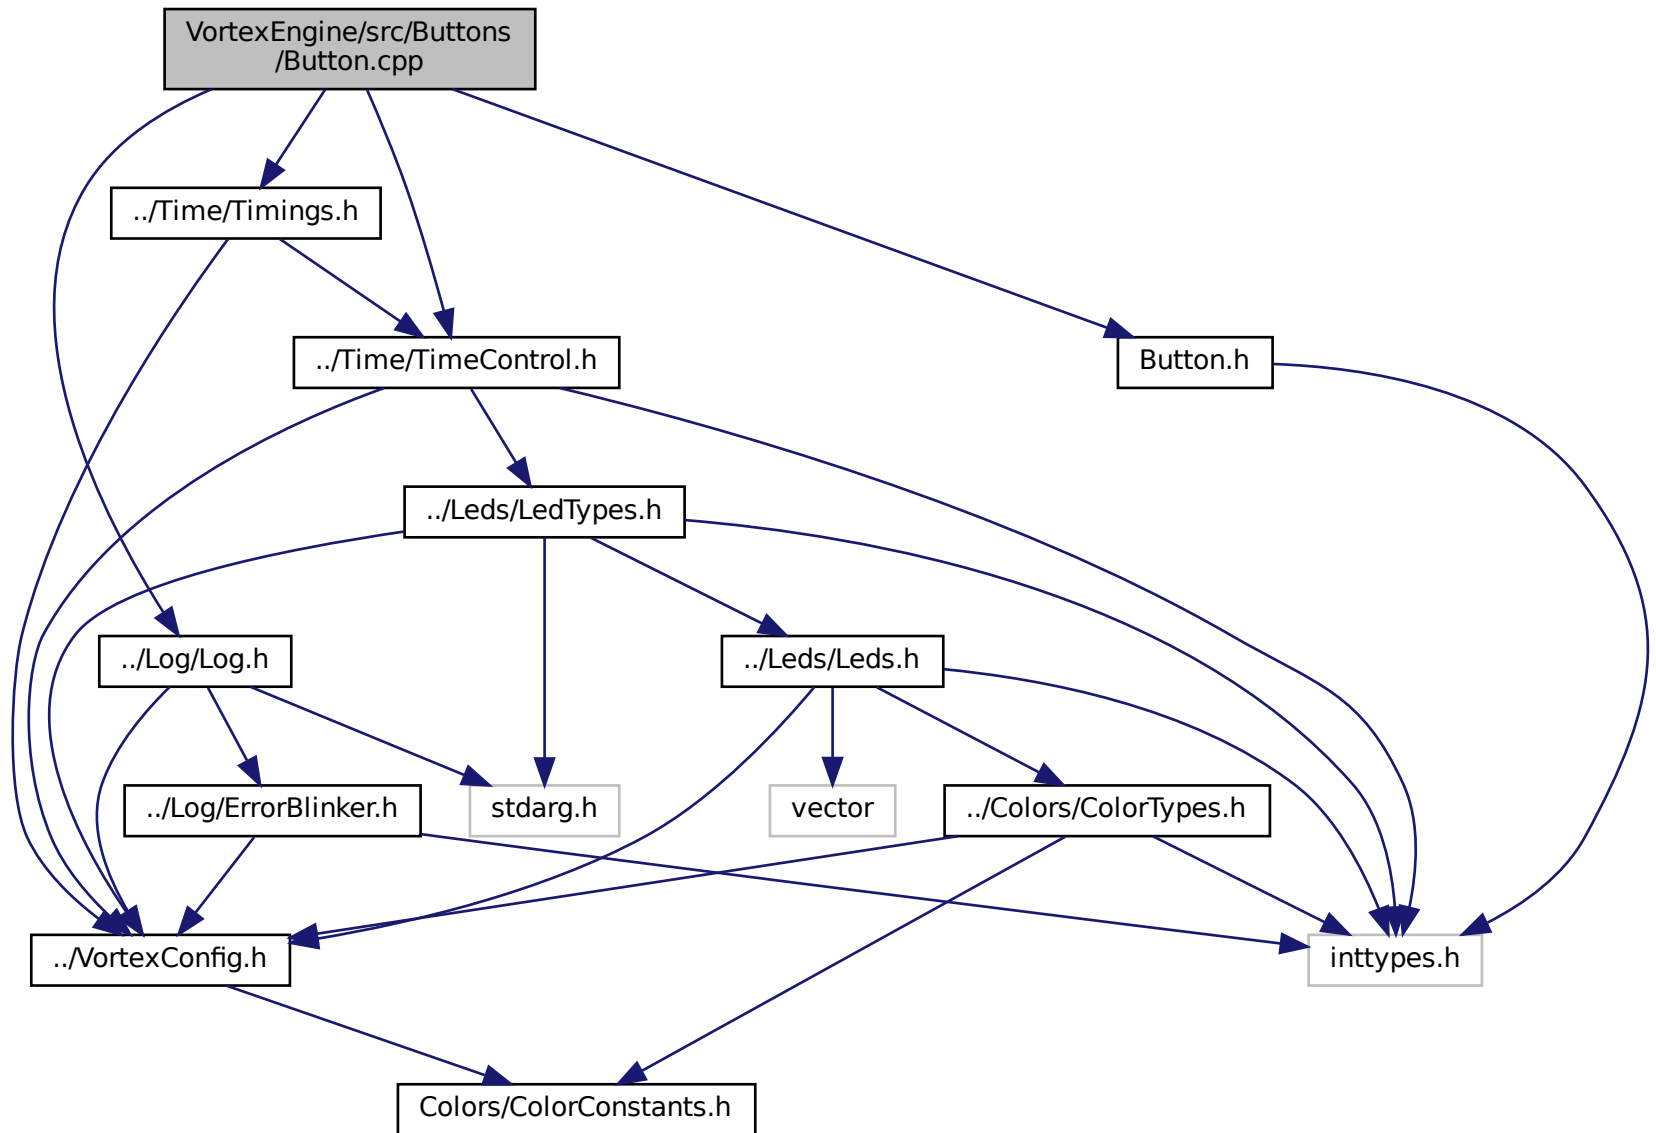 VortexEngine/src/Buttons
/Button.cpp
../Time/Timings.h
../Time/TimeControl.h
Button.h
../Leds/LedTypes.h
../Log/Log.h
../Leds/Leds.h
../Log/ErrorBlinker.h
stdarg.h
vector
../Colors/ColorTypes.h
../VortexConfig.h
inttypes.h
Colors/ColorConstants.h